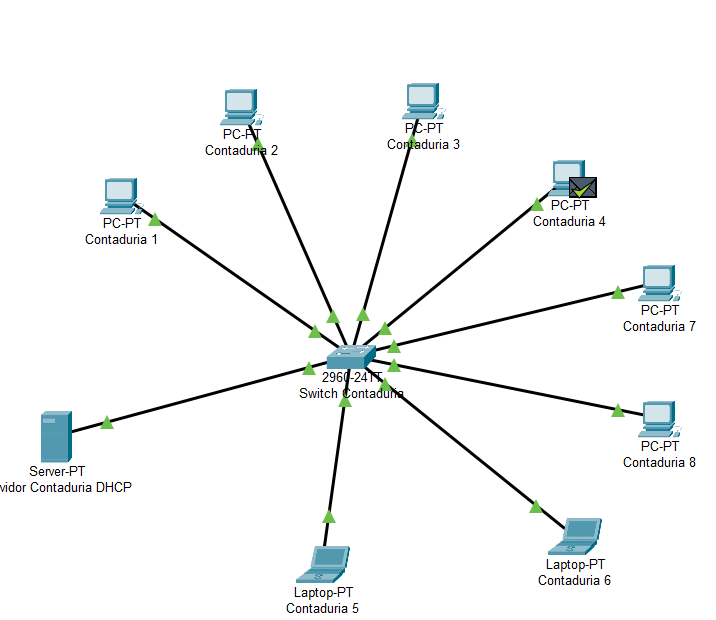 PC-PT
Contaduria 2
PC-PT
Contaduria 3
PC-PT
Contaduria 4
PC-PT
Contaduria 1
PC-PT
Contaduria 7
2960-24TT
Switch Contaduria
PC-PT
Contaduria 8
Server-PT
vidor Contaduria DHCP
Laptop-PT
Contaduria 6
Laptop-PT
Contaduria 5